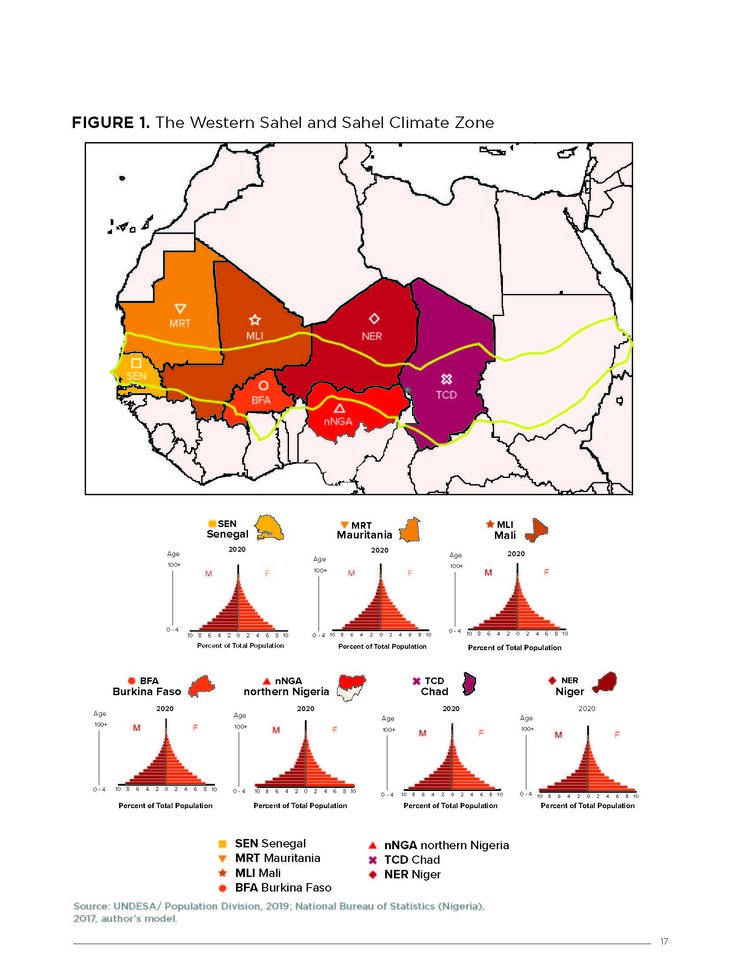 FIGURE 1. The Western Sahel and Sahel Climate Zone
MRT
MLI
NER
SEN
BFA
TCD
nNGA
SEN
Senegal
2020
Age
100+
M F
0 - 4
10 8 6 4 2 0 2 4 6 8 10
Percent of Total Population
MRT
Mauritania
2020
Age
100+
M F
0 - 4
10 8 6 4 2 0 2 4 6 8 10
Percent of Total Population
MLI
Mali
2020
Age
100+
M F
0 - 4
10 8 6 4 2 0 2 4 6 8 10
Percent of Total Population
BFA
Burkina Faso
2020
Age
100+
M F
0 - 4
10 8 6 4 2 0 2 4 6 8 10
Percent of Total Population
nNGA
northern Nigeria
2020
Age
100+
M F
0 - 4
10 8 6 4 2 0 2 4 6 8 10
Percent of Total Population
TCD
Chad
2020
Age
100+
M F
0 - 4
10 8 6 4 2 0 2 4 6 8 10
Percent of Total Population
NER
Niger
2020
Age
100+
M F
0 - 4
10 8 6 4 2 0 2 4 6 8 10
Percent of Total Population
SEN Senegal
MRT Mauritania
MLI Mali
BFA Burkina Faso
nNGA northern Nigeria
TCD Chad
NER Niger
Source: UNDESA/ Population Division, 2019; National Bureau of Statistics (Nigeria),
2017, author's model.
17